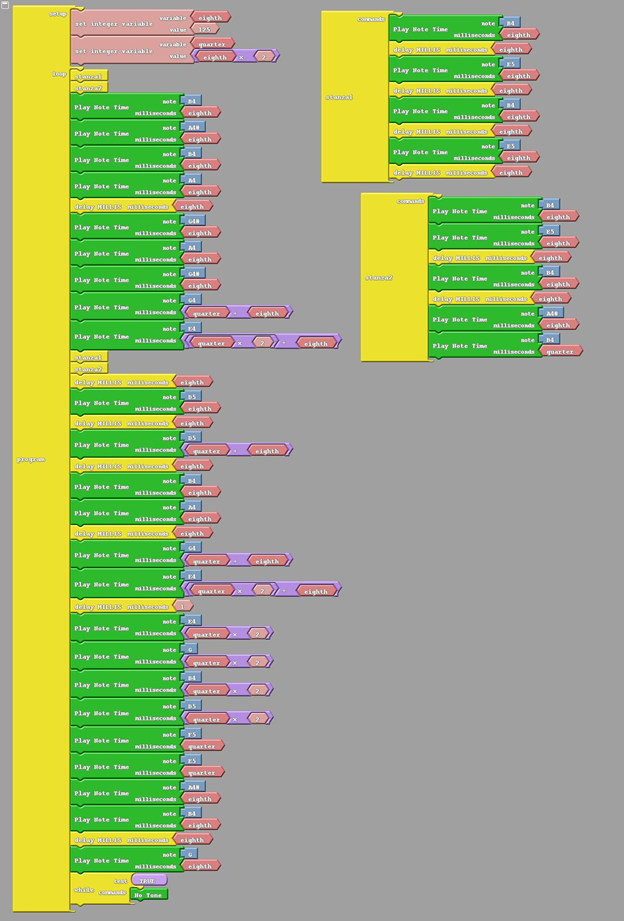 setup
set integer variable
variable eighth
value 125
set integer variable
variable quarter
value eighth × 2
loop
stanza1
stanza2
Play Note Time
note B4
milliseconds eighth
Play Note Time
note A40
milliseconds eighth
Play Note Time
note B4
milliseconds eighth
Play Note Time
note A4
milliseconds eighth
delay MILLIS milliseconds eighth
Play Note Time
note G40
milliseconds eighth
Play Note Time
note A4
milliseconds eighth
Play Note Time
note G40
milliseconds eighth
Play Note Time
note G4
milliseconds quarter + eighth
Play Note Time
note E4
milliseconds quarter × 2 + eighth
stanza1
stanza2
delay MILLIS milliseconds eighth
Play Note Time
note D5
milliseconds eighth
delay MILLIS milliseconds eighth
Play Note Time
note D5
milliseconds quarter + eighth
program
delay MILLIS milliseconds eighth
Play Note Time
note B4
milliseconds eighth
Play Note Time
note A4
milliseconds eighth
delay MILLIS milliseconds eighth
Play Note Time
note G4
milliseconds quarter + eighth
Play Note Time
note E4
milliseconds quarter × 2 + eighth
delay MILLIS milliseconds 1
Play Note Time
note E4
milliseconds quarter × 2
Play Note Time
note G
milliseconds quarter × 2
Play Note Time
note B4
milliseconds quarter × 2
Play Note Time
note D5
milliseconds quarter × 2
Play Note Time
note F5
milliseconds quarter
Play Note Time
note E5
milliseconds quarter
Play Note Time
note A40
milliseconds eighth
Play Note Time
note B4
milliseconds eighth
delay MILLIS milliseconds eighth
Play Note Time
note G
milliseconds eighth
while
test TRUE
commands No Tone
commands
Play Note Time
note B4
milliseconds eighth
delay MILLIS milliseconds eighth
Play Note Time
note E5
milliseconds eighth
delay MILLIS milliseconds eighth
stanza1
Play Note Time
note B4
milliseconds eighth
delay MILLIS milliseconds eighth
Play Note Time
note E5
milliseconds eighth
delay MILLIS milliseconds eighth
commands
Play Note Time
note B4
milliseconds eighth
Play Note Time
note E5
milliseconds eighth
delay MILLIS milliseconds eighth
stanza2
Play Note Time
note B4
milliseconds eighth
delay MILLIS milliseconds eighth
Play Note Time
note A40
milliseconds eighth
Play Note Time
note B4
milliseconds quarter